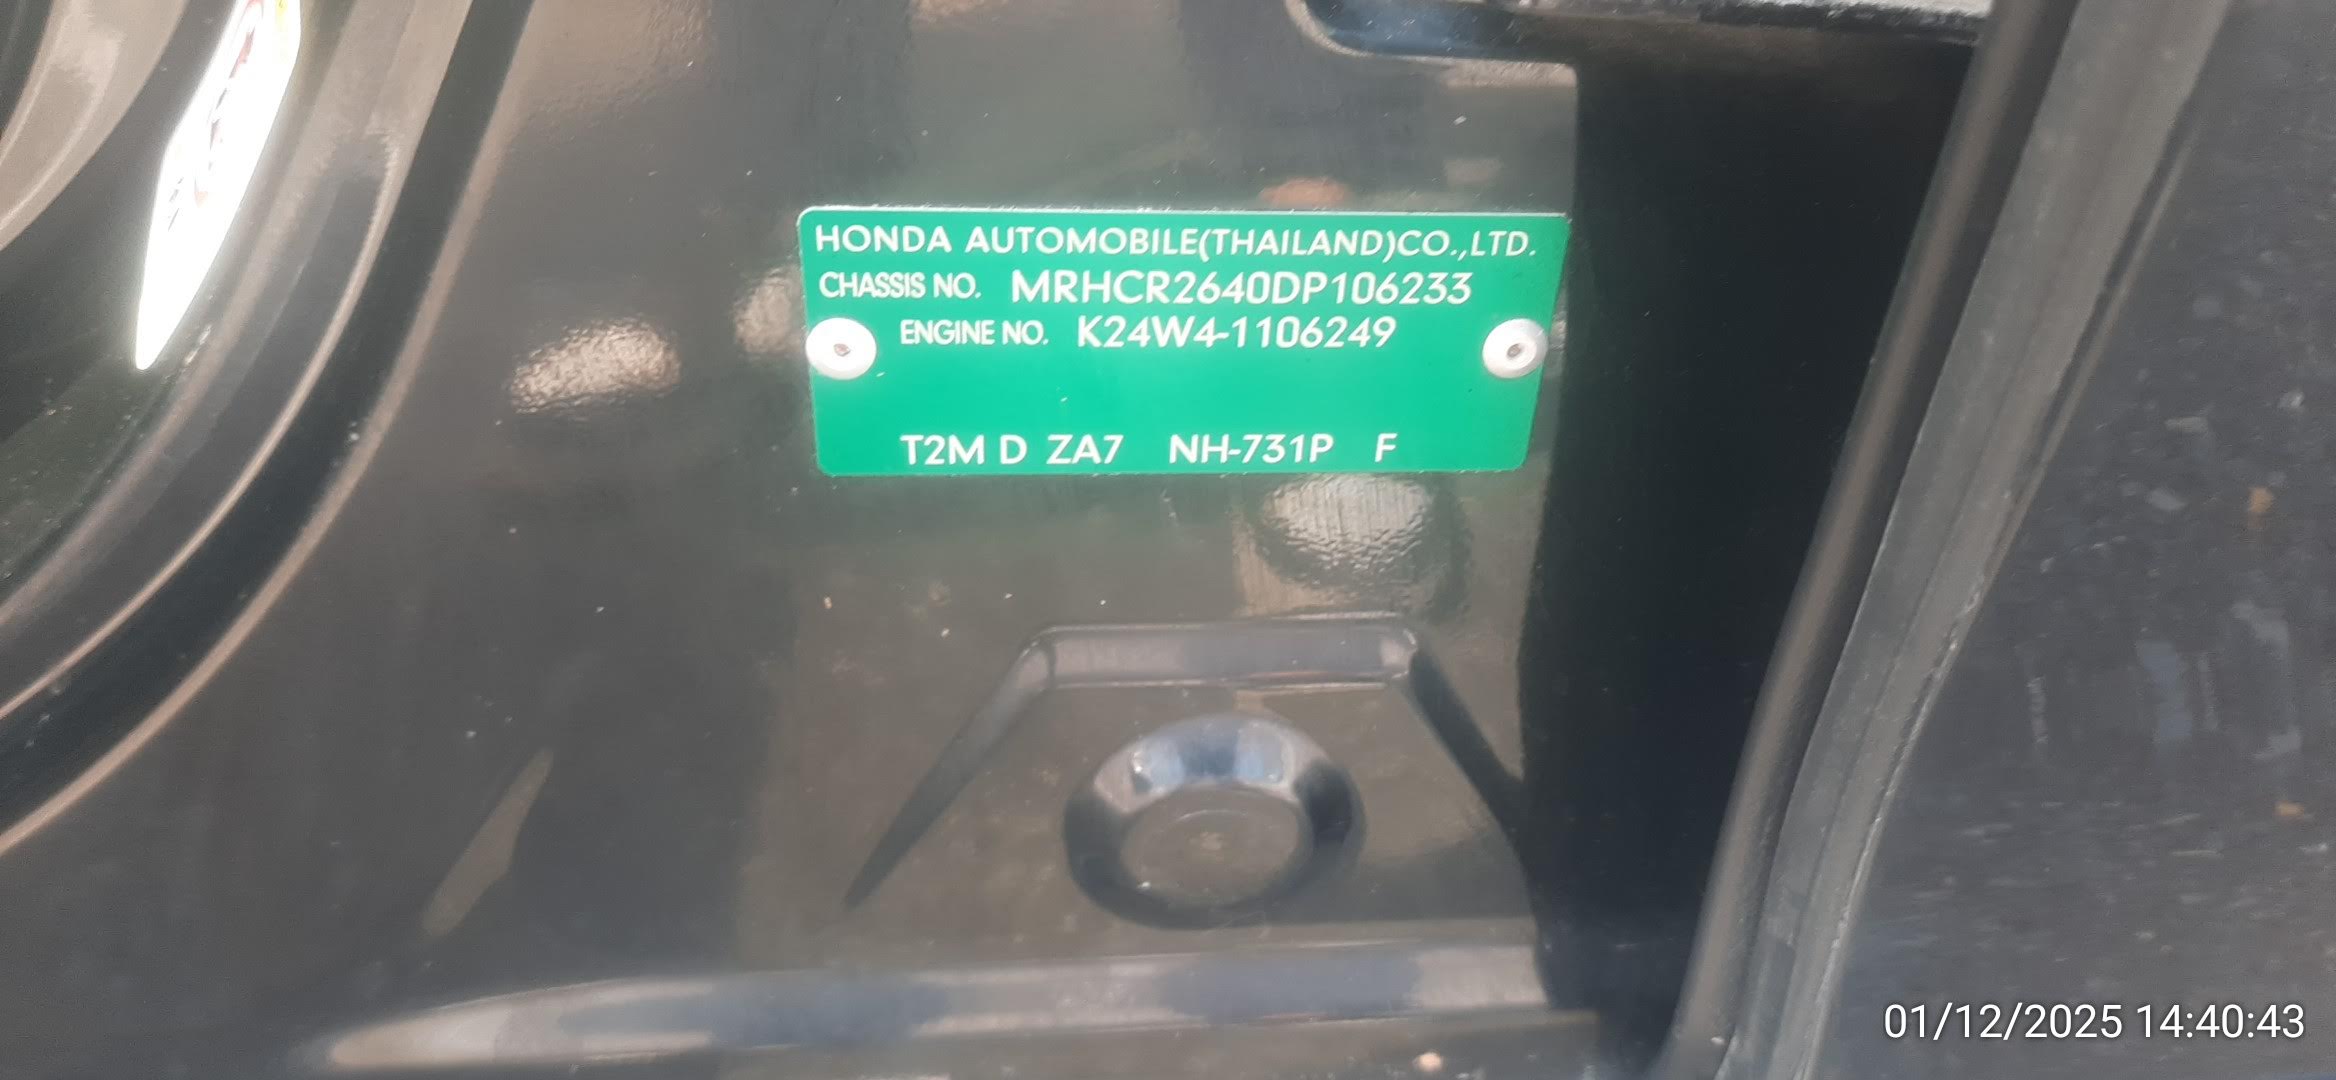 HONDA AUTOMOBILE(THAILAND)CO.,LTD.
CHASSIS NO. MRHCR2640DP106233
ENGINE NO. K24W4-1106249
T2M D ZA7 NH-731P F
01/12/2025 14:40:43